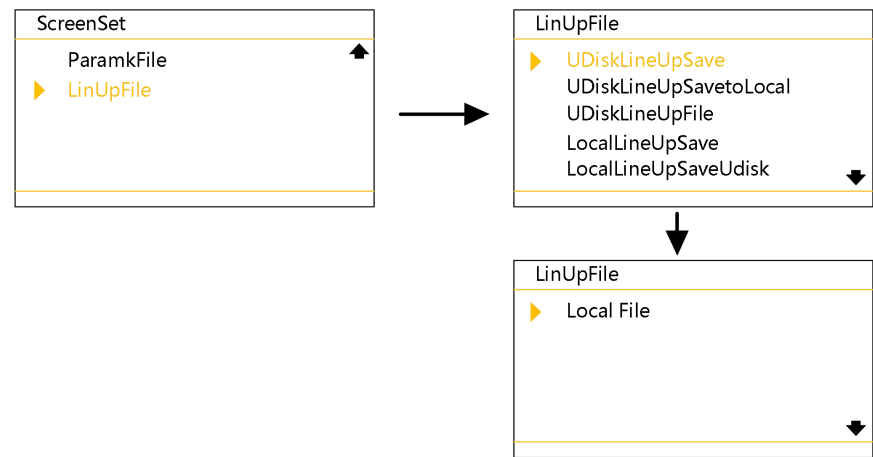 ScreenSet
ParamkFile
LinUpFile
LinUpFile
UDiskLineUpSave
UDiskLineUpSavetoLocal
UDiskLineUpFile
LocalLineUpSave
LocalLineUpSaveUdisk
LinUpFile
Local File